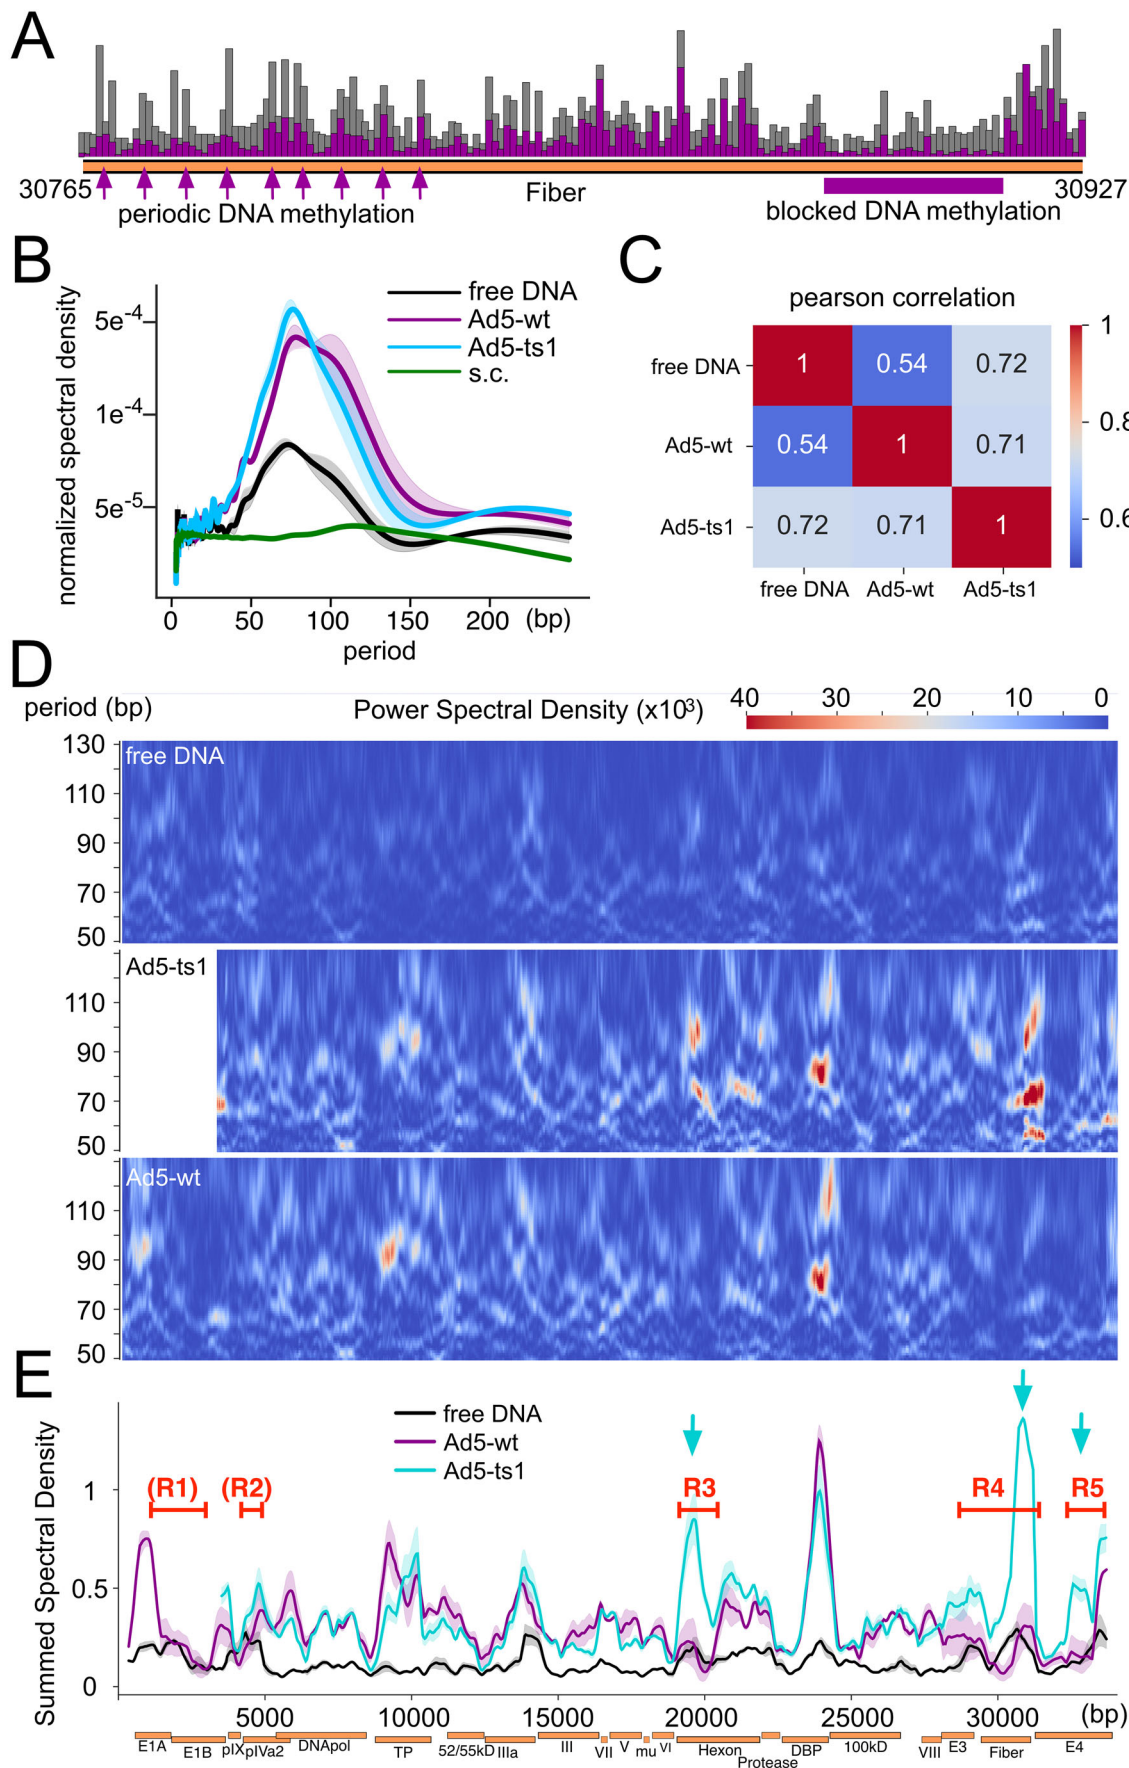 A
30765
Fiber
30927
periodic DNA methylation
blocked DNA methylation
B
normalized spectral density
5e-4
1e-4
5e-5
free DNA
Ad5-wt
Ad5-ts1
s.c.
0 50 100 150 200 (bp)
period
C
pearson correlation
free DNA 1 0.54 0.72
Ad5-wt 0.54 1 0.71
Ad5-ts1 0.72 0.71 1
free DNA Ad5-wt Ad5-ts1
1
0.8
0.6
D
period (bp)
Power Spectral Density (x10³)
40 30 20 10 0
free DNA
130
110
90
70
50
Ad5-ts1
110
90
70
50
Ad5-wt
110
90
70
50
E
Summed Spectral Density
free DNA
Ad5-wt
Ad5-ts1
1
0.5
0
(R1) (R2) R3 R4 R5
5000 10000 15000 20000 25000 30000 (bp)
E1A E1B pIX pIVa2 DNApol TP 52/55kD IIIa III VII V mu VI Hexon Protease DBP 100kD VIII E3 Fiber E4